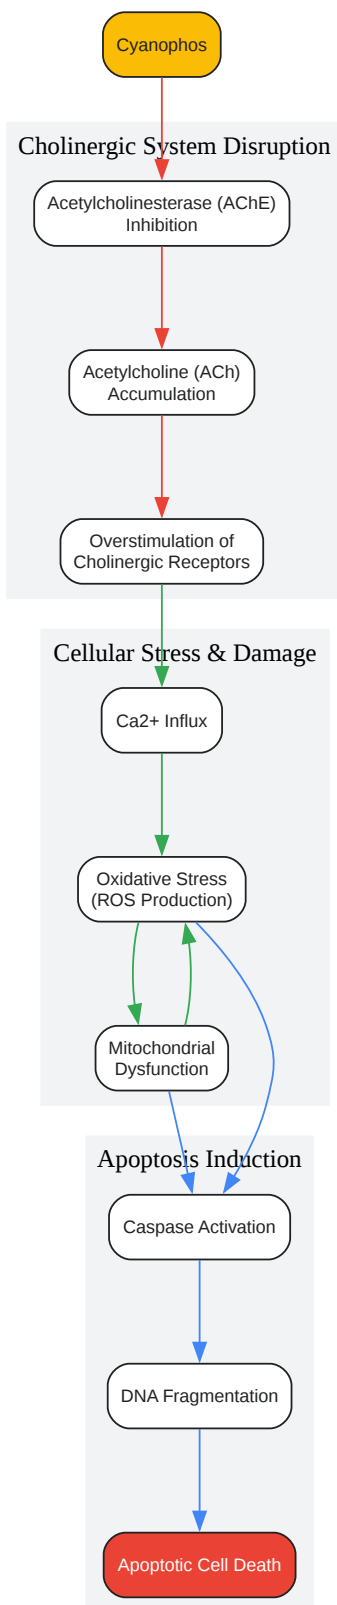 Cyanophos
Cholinergic System Disruption
Acetylcholinesterase (AChE)
Inhibition
Acetylcholine (ACh)
Accumulation
Overstimulation of
Cholinergic Receptors
Cellular Stress & Damage
Ca2+ Influx
Oxidative Stress
(ROS Production)
Mitochondrial
Dysfunction
Apoptosis Induction
Caspase Activation
DNA Fragmentation
Apoptotic Cell Death